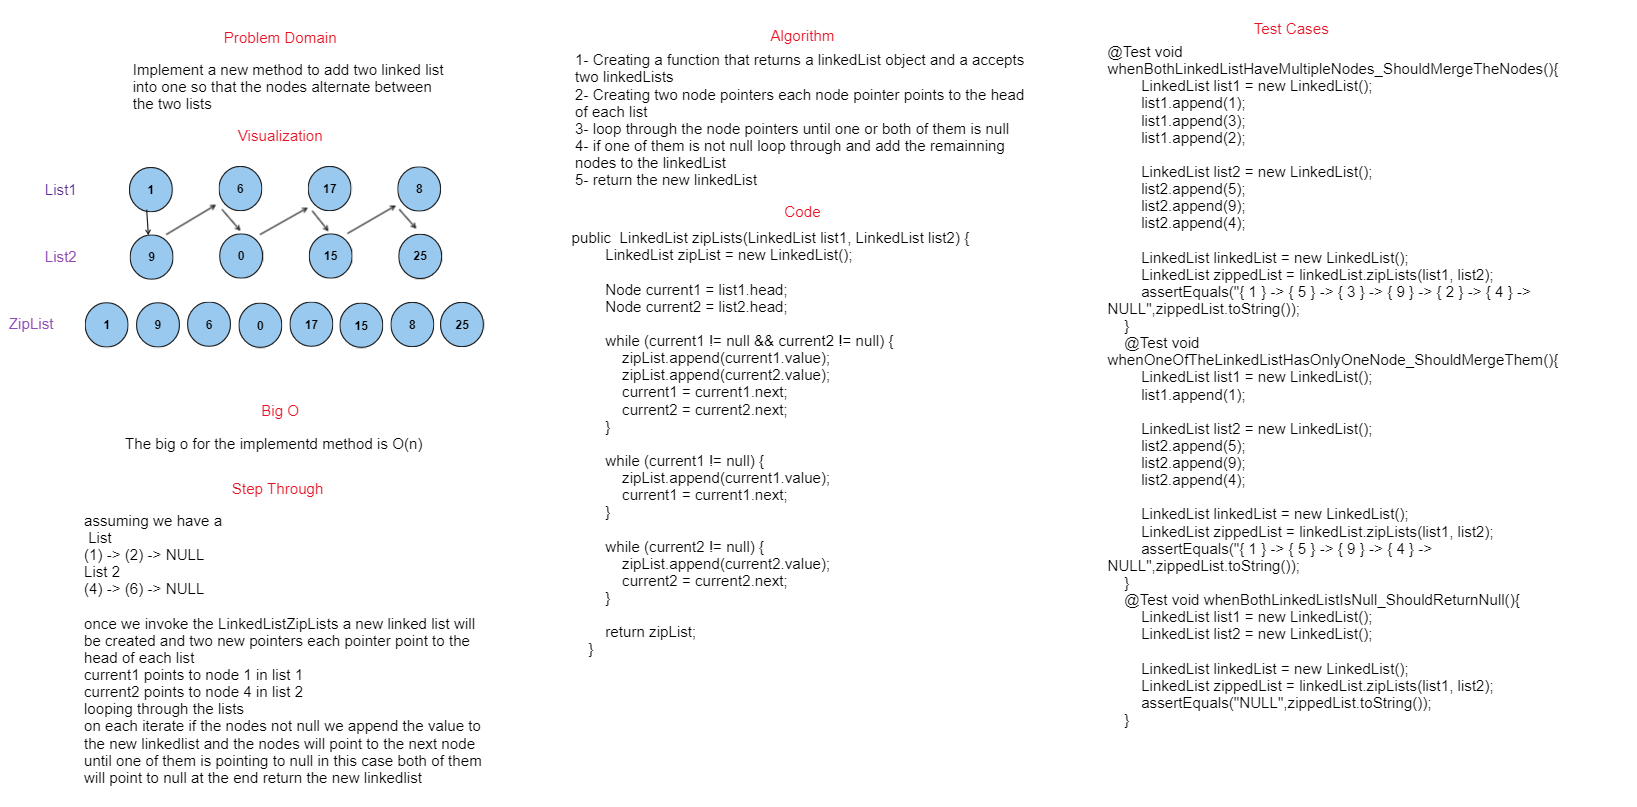 Problem Domain
Implement a new method to add two linked list
into one so that the nodes alternate between
the two lists
Visualization
List1
1
6
17
8
List2
9
0
15
25
ZipList
1
9
6
0
17
15
8
25
Big O
The big o for the implementd method is O(n)
Step Through
assuming we have a
List
(1) -> (2) -> NULL
List 2
(4) -> (6) -> NULL
once we invoke the LinkedListZipLists a new linked list will
be created and two new pointers each pointer point to the
head of each list
current1 points to node 1 in list 1
current2 points to node 4 in list 2
looping through the lists
on each iterate if the nodes not null we append the value to
the new linkedlist and the nodes will point to the next node
until one of them is pointing to null in this case both of them
will point to null at the end return the new linkedlist
Algorithm
1- Creating a function that returns a linkedList object and a accepts
two linkedLists
2- Creating two node pointers each node pointer points to the head
of each list
3- loop through the node pointers until one or both of them is null
4- if one of them is not null loop through and add the remainning
nodes to the linkedList
5- return the new linkedList
Code
public  LinkedList zipLists(LinkedList list1, LinkedList list2) {
LinkedList zipList = new LinkedList();
Node current1 = list1.head;
Node current2 = list2.head;
while (current1 != null && current2 != null) {
zipList.append(current1.value);
zipList.append(current2.value);
current1 = current1.next;
current2 = current2.next;
}
while (current1 != null) {
zipList.append(current1.value);
current1 = current1.next;
}
while (current2 != null) {
zipList.append(current2.value);
current2 = current2.next;
}
return zipList;
}
Test Cases
@Test void
whenBothLinkedListHaveMultipleNodes_ShouldMergeTheNodes(){
LinkedList list1 = new LinkedList();
list1.append(1);
list1.append(3);
list1.append(2);
LinkedList list2 = new LinkedList();
list2.append(5);
list2.append(9);
list2.append(4);
LinkedList linkedList = new LinkedList();
LinkedList zippedList = linkedList.zipLists(list1, list2);
assertEquals("{ 1 } -> { 5 } -> { 3 } -> { 9 } -> { 2 } -> { 4 } ->
NULL",zippedList.toString());
}
@Test void
whenOneOfTheLinkedListHasOnlyOneNode_ShouldMergeThem(){
LinkedList list1 = new LinkedList();
list1.append(1);
LinkedList list2 = new LinkedList();
list2.append(5);
list2.append(9);
list2.append(4);
LinkedList linkedList = new LinkedList();
LinkedList zippedList = linkedList.zipLists(list1, list2);
assertEquals("{ 1 } -> { 5 } -> { 9 } -> { 4 } ->
NULL",zippedList.toString());
}
@Test void whenBothLinkedListIsNull_ShouldReturnNull(){
LinkedList list1 = new LinkedList();
LinkedList list2 = new LinkedList();
LinkedList linkedList = new LinkedList();
LinkedList zippedList = linkedList.zipLists(list1, list2);
assertEquals("NULL",zippedList.toString());
}